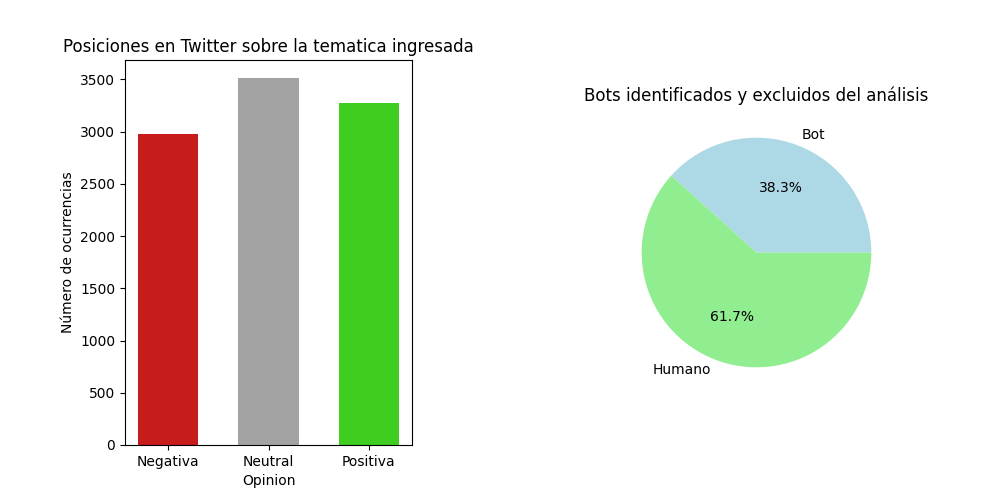 Posiciones en Twitter sobre la tematica ingresada
Número de ocurrencias
3500
3000
2500
2000
1500
1000
500
0
Negativa
Neutral
Positiva
Opinion
Bots identificados y excluidos del análisis
Bot
38.3%
61.7%
Humano